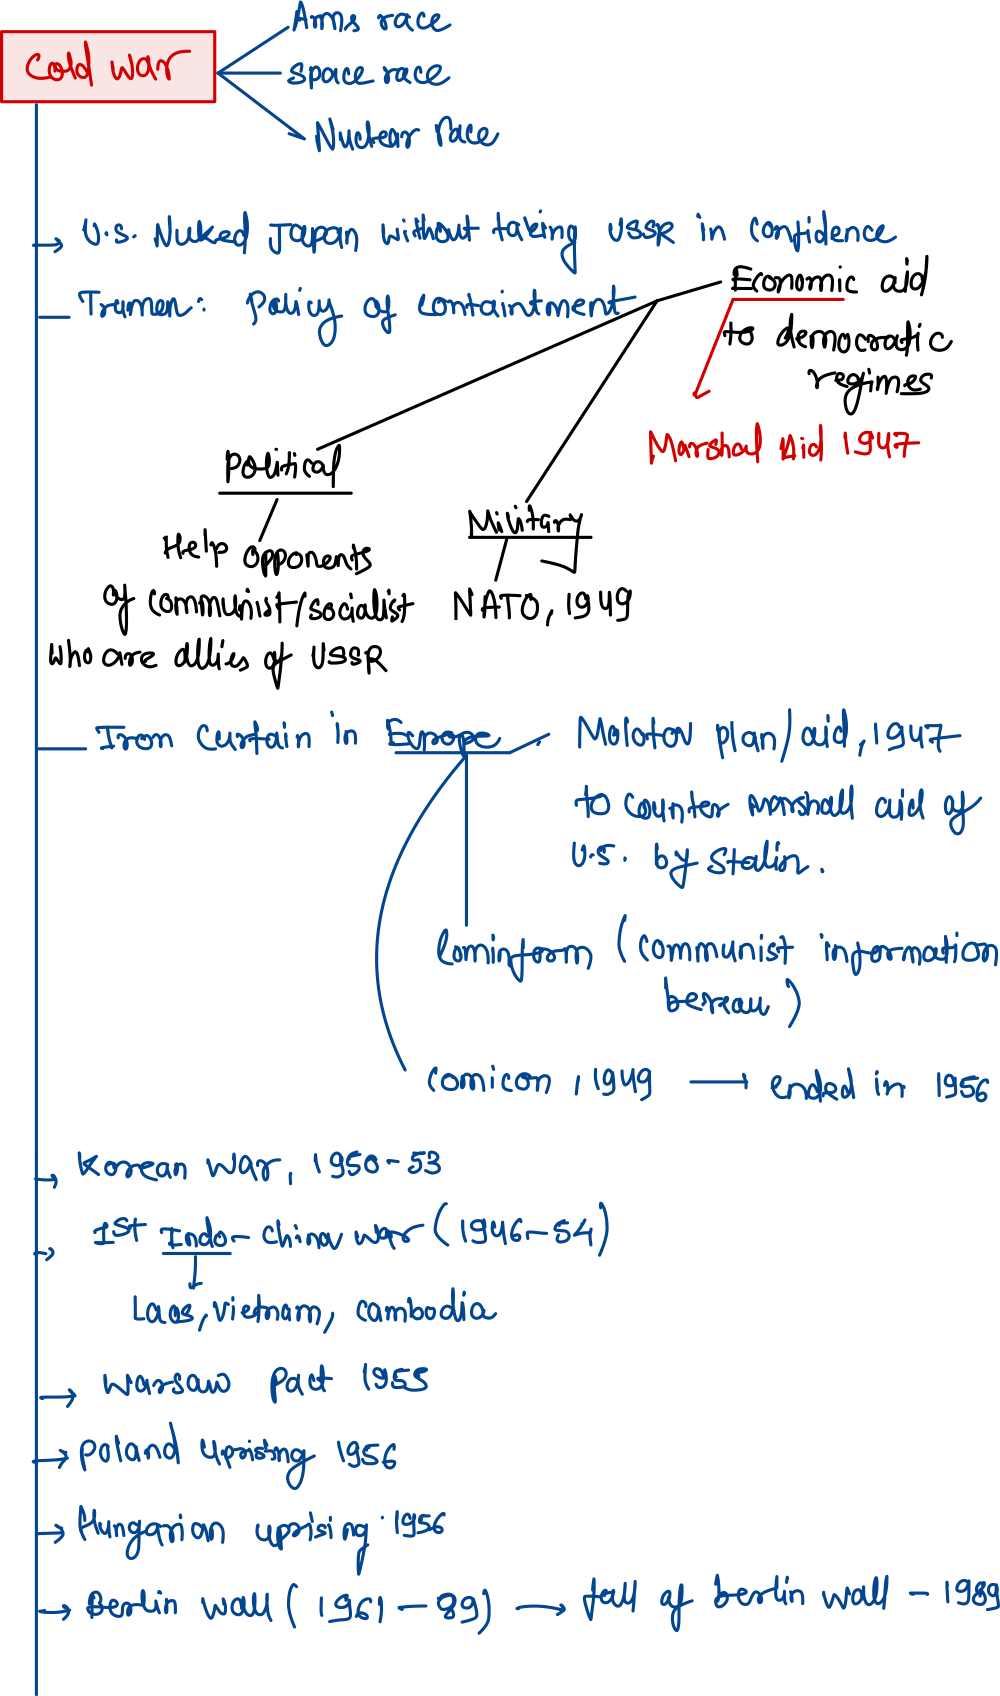 Arms race
Cold war
space race
Nuclear Race
U.S. Nuked Japan without taking USSR in confidence
Economic aid
Trumen: Policy of containtment
to democratic
regimes
Marshal Aid 1947
Political
Military
Help opponents
of communist/socialist
NATO, 1949
who are allies of USSR
Iron Curtain in Europe
Molotov plan/aid, 1947
to counter marshall aid of
U.S. by Stalin.
Cominform (communist information
bereau)
comicon, 1949 → ended in 1956
Korean war, 1950-53
1st Indo-China war (1946-54)
Laos, Vietnam, Cambodia
Warsaw Pact 1955
Poland Uprising 1956
Hungarian uprising 1956
Berlin wall (1961-89) → fall of berlin wall - 1989